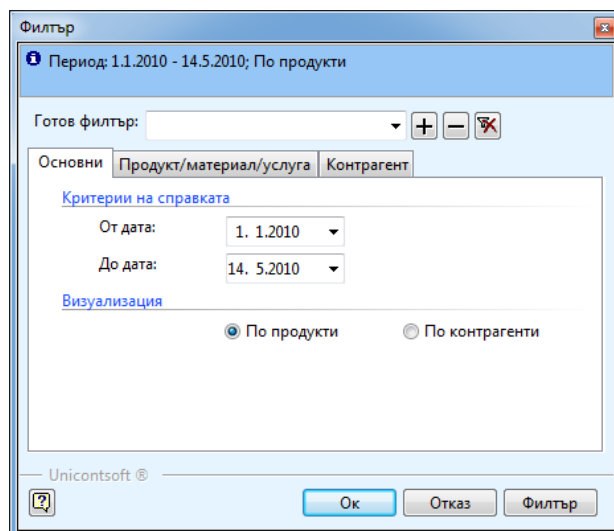 Филтър
Период: 1.1.2010 - 14.5.2010; По продукти
Готов филтър:
Основни Продукт/материал/услуга Контрагент
Критерии на справката
От дата: 1. 1.2010
До дата: 14. 5.2010
Визуализация
По продукти По контрагенти
Unicontsoft ®
Ок Отказ Филтър